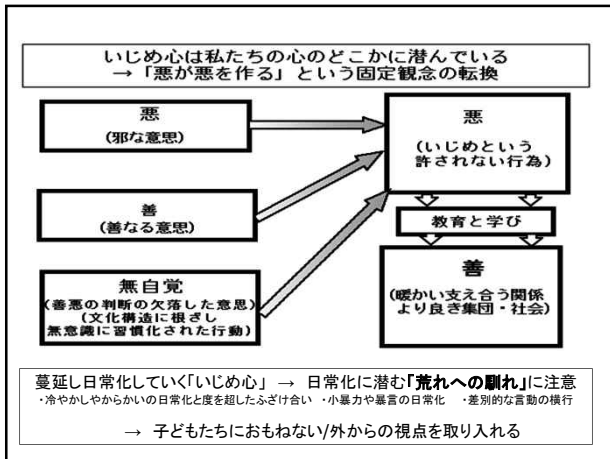 いじめ心は私たちの心のどこかに潜んでいる
→「悪が悪を作る」という固定観念の転換
悪
(邪な意思)
善
(善なる意思)
無自覚
(善悪の判断の欠落した意思)
(文化構造に根ざし
無意識に習慣化された行動)
悪
(いじめという
許されない行為)
教育と学び
善
(暖かい支え合う関係
より良き集団・社会)
蔓延し日常化していく「いじめ心」 → 日常化に潜む「荒れへの馴れ」に注意
・冷やかしやからかいの日常化と度を超したふざけ合い ・小暴力や暴言の日常化 ・差別的な言動の横行
→ 子どもたちにおもねない/外からの視点を取り入れる